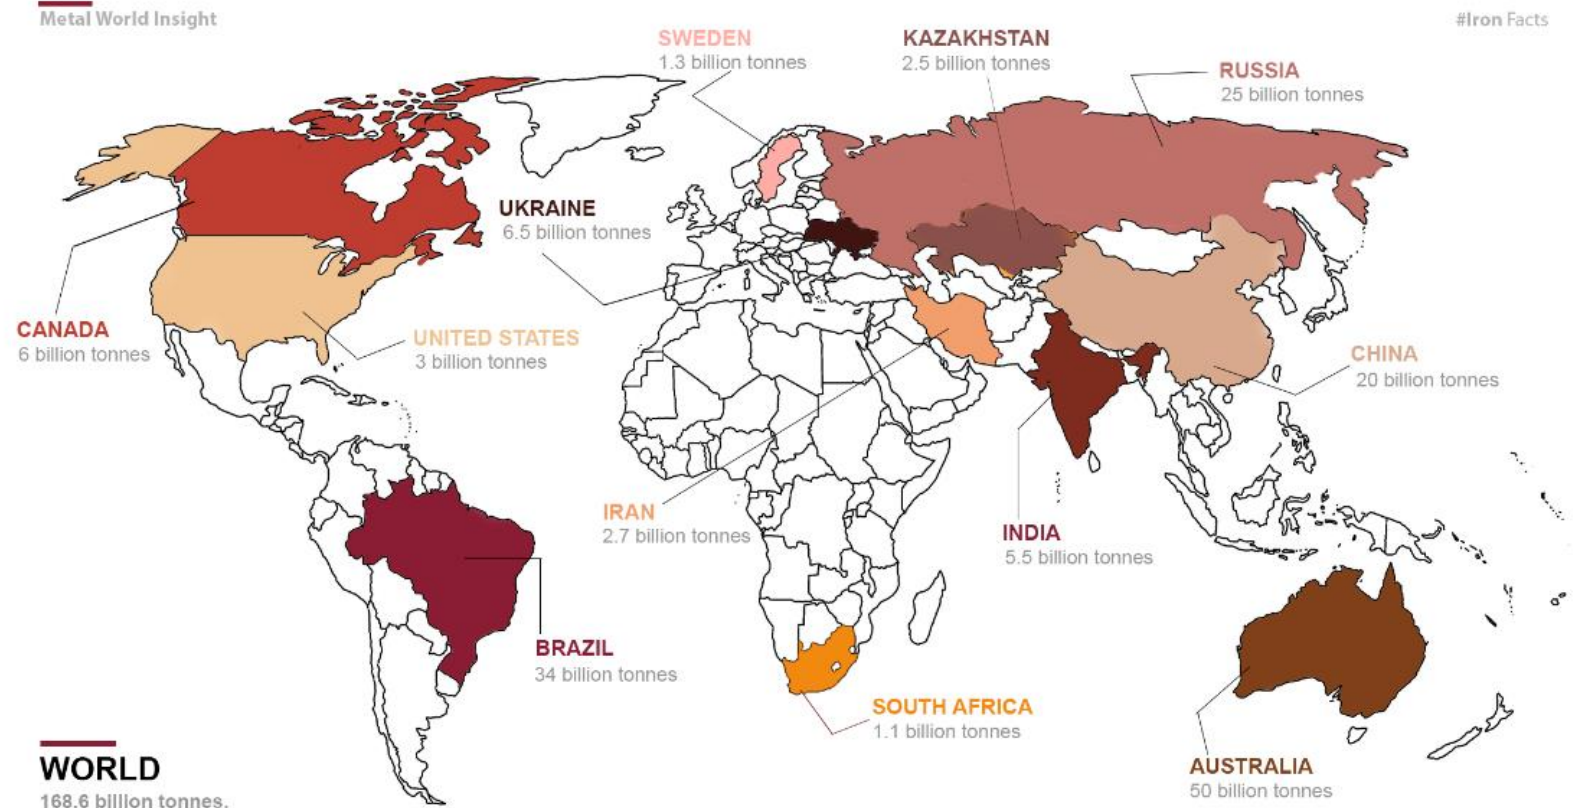 Metal World Insight
#Iron Facts
SWEDEN
1.3 billion tonnes
KAZAKHSTAN
2.5 billion tonnes
RUSSIA
25 billion tonnes
UKRAINE
6.5 billion tonnes
CANADA
6 billion tonnes
UNITED STATES
3 billion tonnes
CHINA
20 billion tonnes
IRAN
2.7 billion tonnes
INDIA
5.5 billion tonnes
BRAZIL
34 billion tonnes
SOUTH AFRICA
1.1 billion tonnes
AUSTRALIA
50 billion tonnes
WORLD
168.6 billion tonnes.